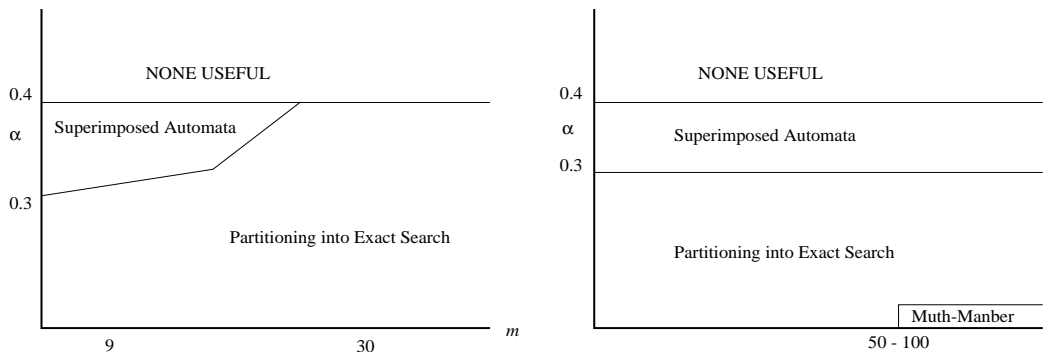 NONE USEFUL
0.4
Superimposed Automata
α
0.3
Partitioning into Exact Search
m
9
30
NONE USEFUL
0.4
α
Superimposed Automata
0.3
Partitioning into Exact Search
Muth-Manber
50 - 100